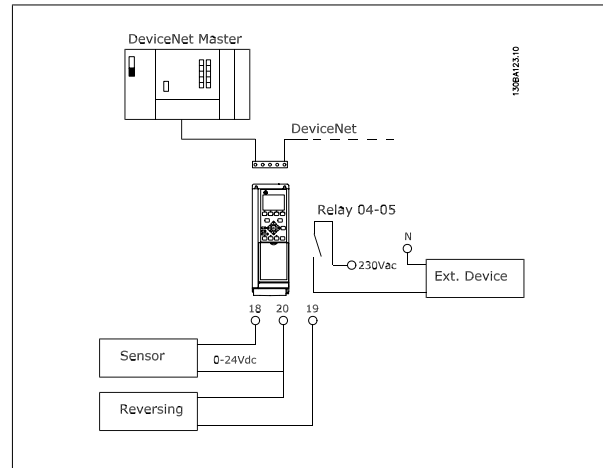 DeviceNet Master
130BA123.10
DeviceNet
Relay 04-05
N
230Vac
Ext. Device
18 20 19
Sensor
0-24Vdc
Reversing